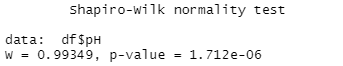 Shapiro-Wilk normality test
data:  df$pH
W = 0.99349, p-value = 1.712e-06